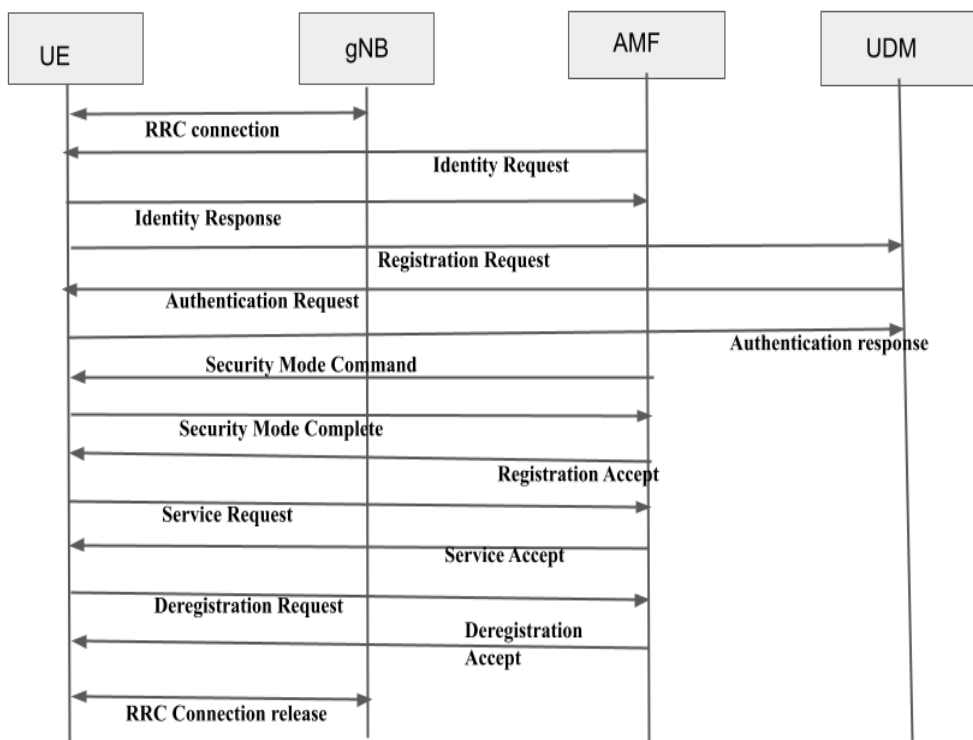 UE
gNB
AMF
UDM
RRC connection
Identity Request
Identity Response
Registration Request
Authentication Request
Authentication response
Security Mode Command
Security Mode Complete
Registration Accept
Service Request
Service Accept
Deregistration Request
Deregistration
Accept
RRC Connection release